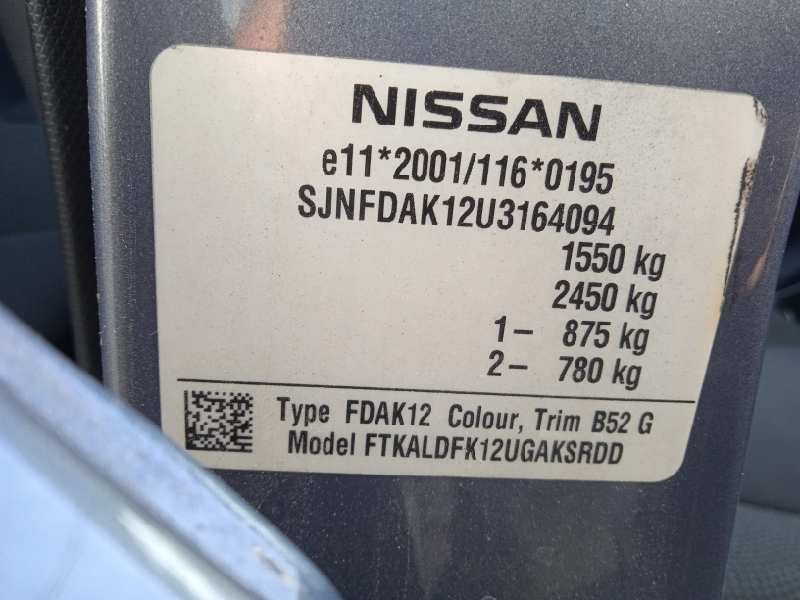 NISSAN
e11*2001/116*0195
SJNFDAK12U3164094
1550 kg
2450 kg
1- 875 kg
2- 780 kg
Type FDAK12 Colour, Trim B52 G
Model FTKALDFK12UGAKSRDD